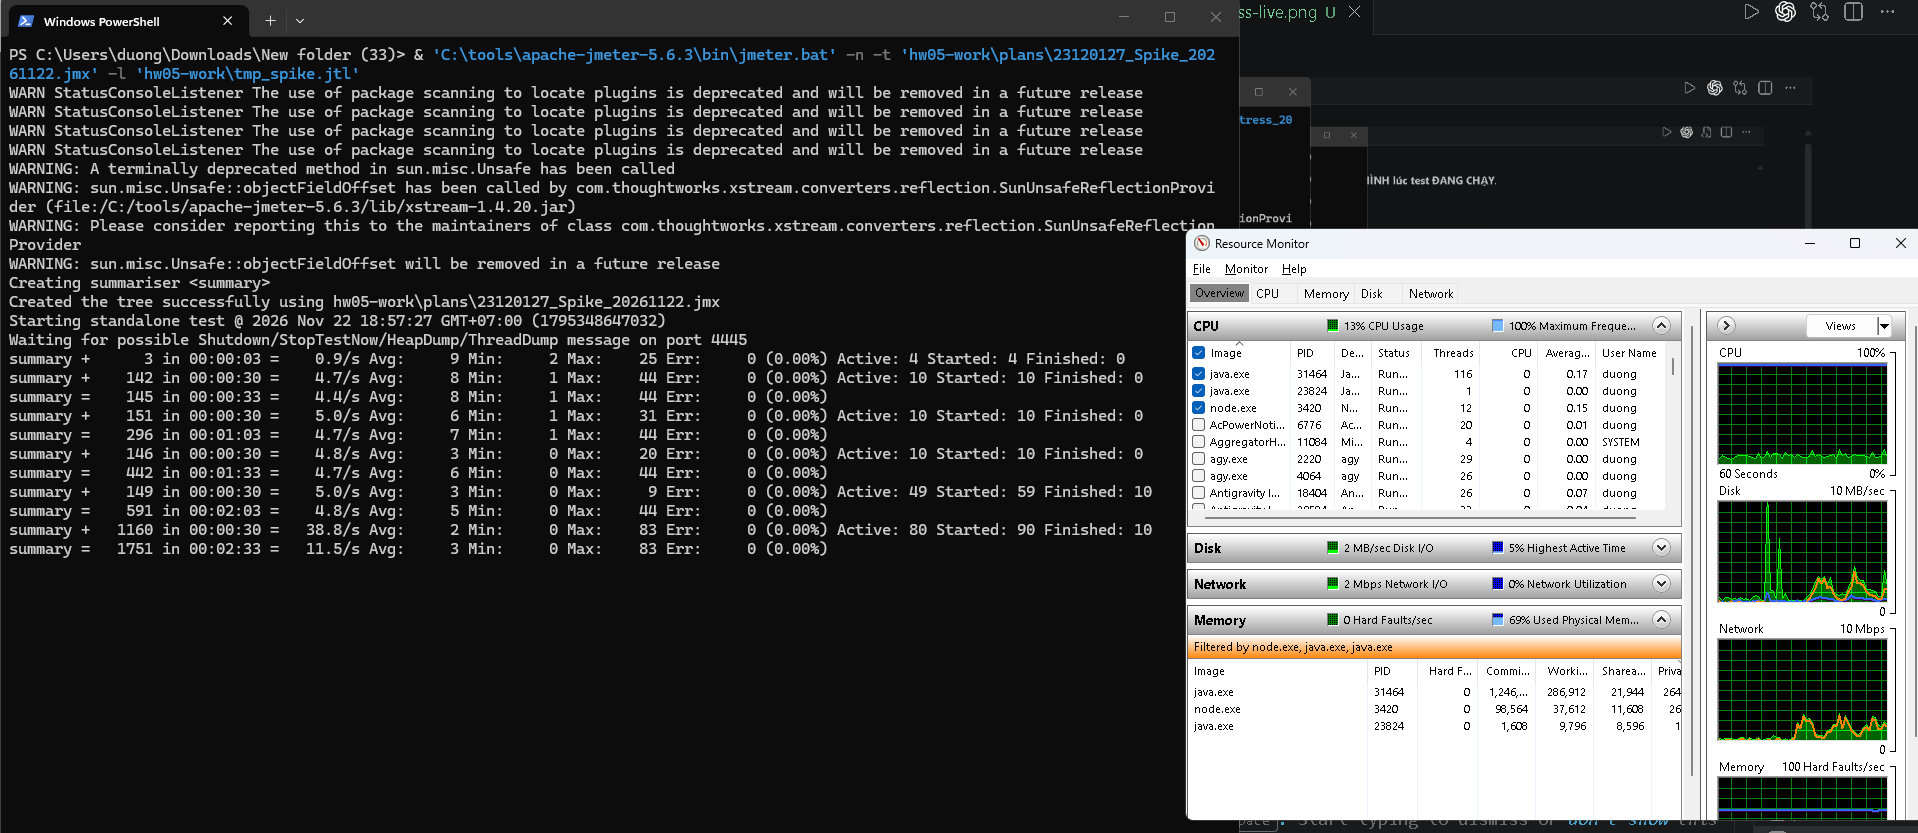 Windows PowerShell
ss-live.png U
PS C:\Users\duong\Downloads\New folder (33)> & 'C:\tools\apache-jmeter-5.6.3\bin\jmeter.bat' -n -t 'hw05-work\plans\23120127_Spike_202
61122.jmx' -l 'hw05-work\tmp_spike.jtl'
WARN StatusConsoleListener The use of package scanning to locate plugins is deprecated and will be removed in a future release
WARN StatusConsoleListener The use of package scanning to locate plugins is deprecated and will be removed in a future release
WARN StatusConsoleListener The use of package scanning to locate plugins is deprecated and will be removed in a future release
WARN StatusConsoleListener The use of package scanning to locate plugins is deprecated and will be removed in a future release
WARNING: A terminally deprecated method in sun.misc.Unsafe has been called
WARNING: sun.misc.Unsafe::objectFieldOffset has been called by com.thoughtworks.xstream.converters.reflection.SunUnsafeReflectionProvi
der (file:/C:/tools/apache-jmeter-5.6.3/lib/xstream-1.4.20.jar)
WARNING: Please consider reporting this to the maintainers of class com.thoughtworks.xstream.converters.reflection.SunUnsafeReflection
Provider
WARNING: sun.misc.Unsafe::objectFieldOffset will be removed in a future release
Creating summariser <summary>
Created the tree successfully using hw05-work\plans\23120127_Spike_20261122.jmx
Starting standalone test @ 2026 Nov 22 18:57:27 GMT+07:00 (1795348647032)
Waiting for possible Shutdown/StopTestNow/HeapDump/ThreadDump message on port 4445
summary + 3 in 00:00:03 = 0.9/s Avg: 9 Min: 2 Max: 25 Err: 0 (0.00%) Active: 4 Started: 4 Finished: 0
summary + 142 in 00:00:30 = 4.7/s Avg: 8 Min: 1 Max: 44 Err: 0 (0.00%) Active: 10 Started: 10 Finished: 0
summary = 145 in 00:00:33 = 4.4/s Avg: 8 Min: 1 Max: 44 Err: 0 (0.00%)
summary + 151 in 00:00:30 = 5.0/s Avg: 6 Min: 1 Max: 31 Err: 0 (0.00%) Active: 10 Started: 10 Finished: 0
summary = 296 in 00:01:03 = 4.7/s Avg: 7 Min: 1 Max: 44 Err: 0 (0.00%)
summary + 146 in 00:00:30 = 4.8/s Avg: 3 Min: 0 Max: 20 Err: 0 (0.00%) Active: 10 Started: 10 Finished: 0
summary = 442 in 00:01:33 = 4.7/s Avg: 6 Min: 0 Max: 44 Err: 0 (0.00%)
summary + 149 in 00:00:30 = 5.0/s Avg: 3 Min: 0 Max: 9 Err: 0 (0.00%) Active: 49 Started: 59 Finished: 10
summary = 591 in 00:02:03 = 4.8/s Avg: 5 Min: 0 Max: 44 Err: 0 (0.00%)
summary + 1160 in 00:00:30 = 38.8/s Avg: 2 Min: 0 Max: 83 Err: 0 (0.00%) Active: 80 Started: 90 Finished: 10
summary = 1751 in 00:02:33 = 11.5/s Avg: 3 Min: 0 Max: 83 Err: 0 (0.00%)
tress_20
ÌNH lúc test ĐANG CHẠY.
ionProvi
Resource Monitor
File Monitor Help
Overview CPU Memory Disk Network
CPU 13% CPU Usage 100% Maximum Freque...
Image PID De... Status Threads CPU Averag... User Name
java.exe 31464 Ja... Run... 116 0 0.17 duong
java.exe 23824 Ja... Run... 1 0 0.00 duong
node.exe 3420 N... Run... 12 0 0.15 duong
AcPowerNoti... 6776 Ac... Run... 20 0 0.01 duong
AggregatorH... 11084 Mi... Run... 4 0 0.00 SYSTEM
agy.exe 2220 agy Run... 29 0 0.00 duong
agy.exe 4064 agy Run... 26 0 0.00 duong
Antigravity I... 18404 An... Run... 26 0 0.07 duong
Disk 2 MB/sec Disk I/O 5% Highest Active Time
Network 2 Mbps Network I/O 0% Network Utilization
Memory 0 Hard Faults/sec 69% Used Physical Mem...
Filtered by node.exe, java.exe, java.exe
Image PID Hard F... Commi... Worki... Sharea... Priva
java.exe 31464 0 1,246,... 286,912 21,944 264
node.exe 3420 0 98,564 37,612 11,608 26
java.exe 23824 0 1,608 9,796 8,596 1
Views
CPU 100%
60 Seconds 0%
Disk 10 MB/sec
0
Network 10 Mbps
0
Memory 100 Hard Faults/sec
pace. Start typing to dismiss or don't show this